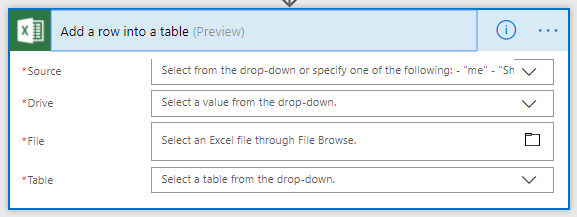 Add a row into a table (Preview)
*Source Select from the drop-down or specify one of the following: - "me" - "Sh
*Drive Select a value from the drop-down.
*File Select an Excel file through File Browse.
*Table Select a table from the drop-down.